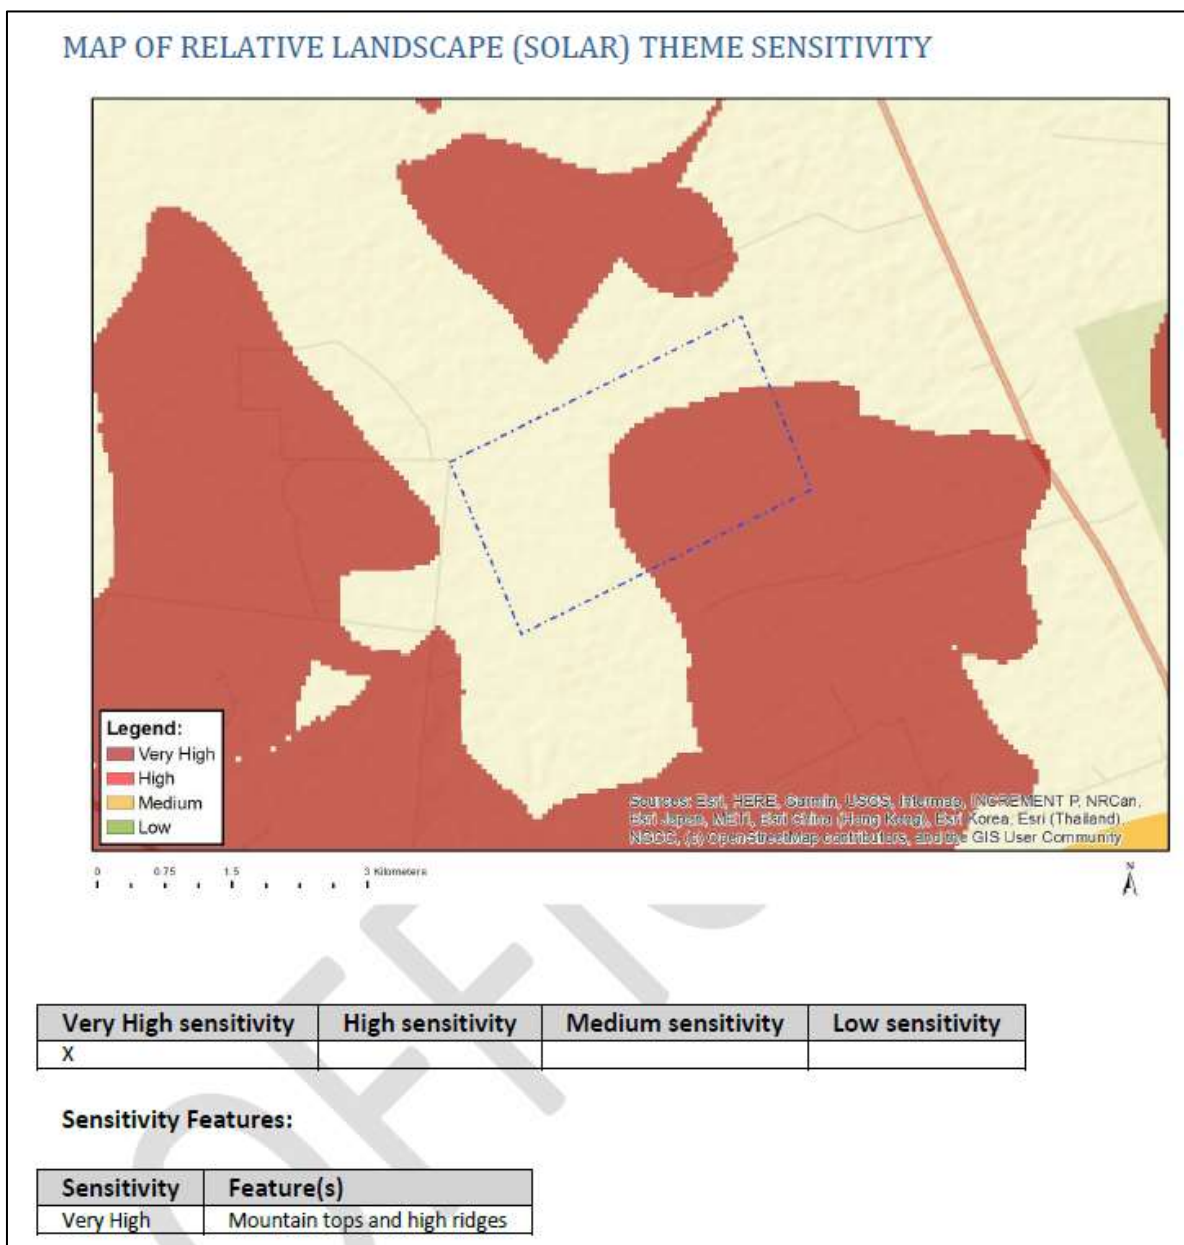 MAP OF RELATIVE LANDSCAPE (SOLAR) THEME SENSITIVITY
Legend:
Very High
High
Medium
Low
Sources: Esri, HERE, Garmin, USGS, Intermap, INCREMENT P, NRCan,
Esri Japan, METI, Esri China (Hong Kong), Esri Korea, Esri (Thailand),
NGCC, (c) OpenStreetMap contributors, and the GIS User Community
0 0.75 1.5 3 Kilometers
N
Very High sensitivity High sensitivity Medium sensitivity Low sensitivity
X
Sensitivity Features:
Sensitivity Feature(s)
Very High Mountain tops and high ridges